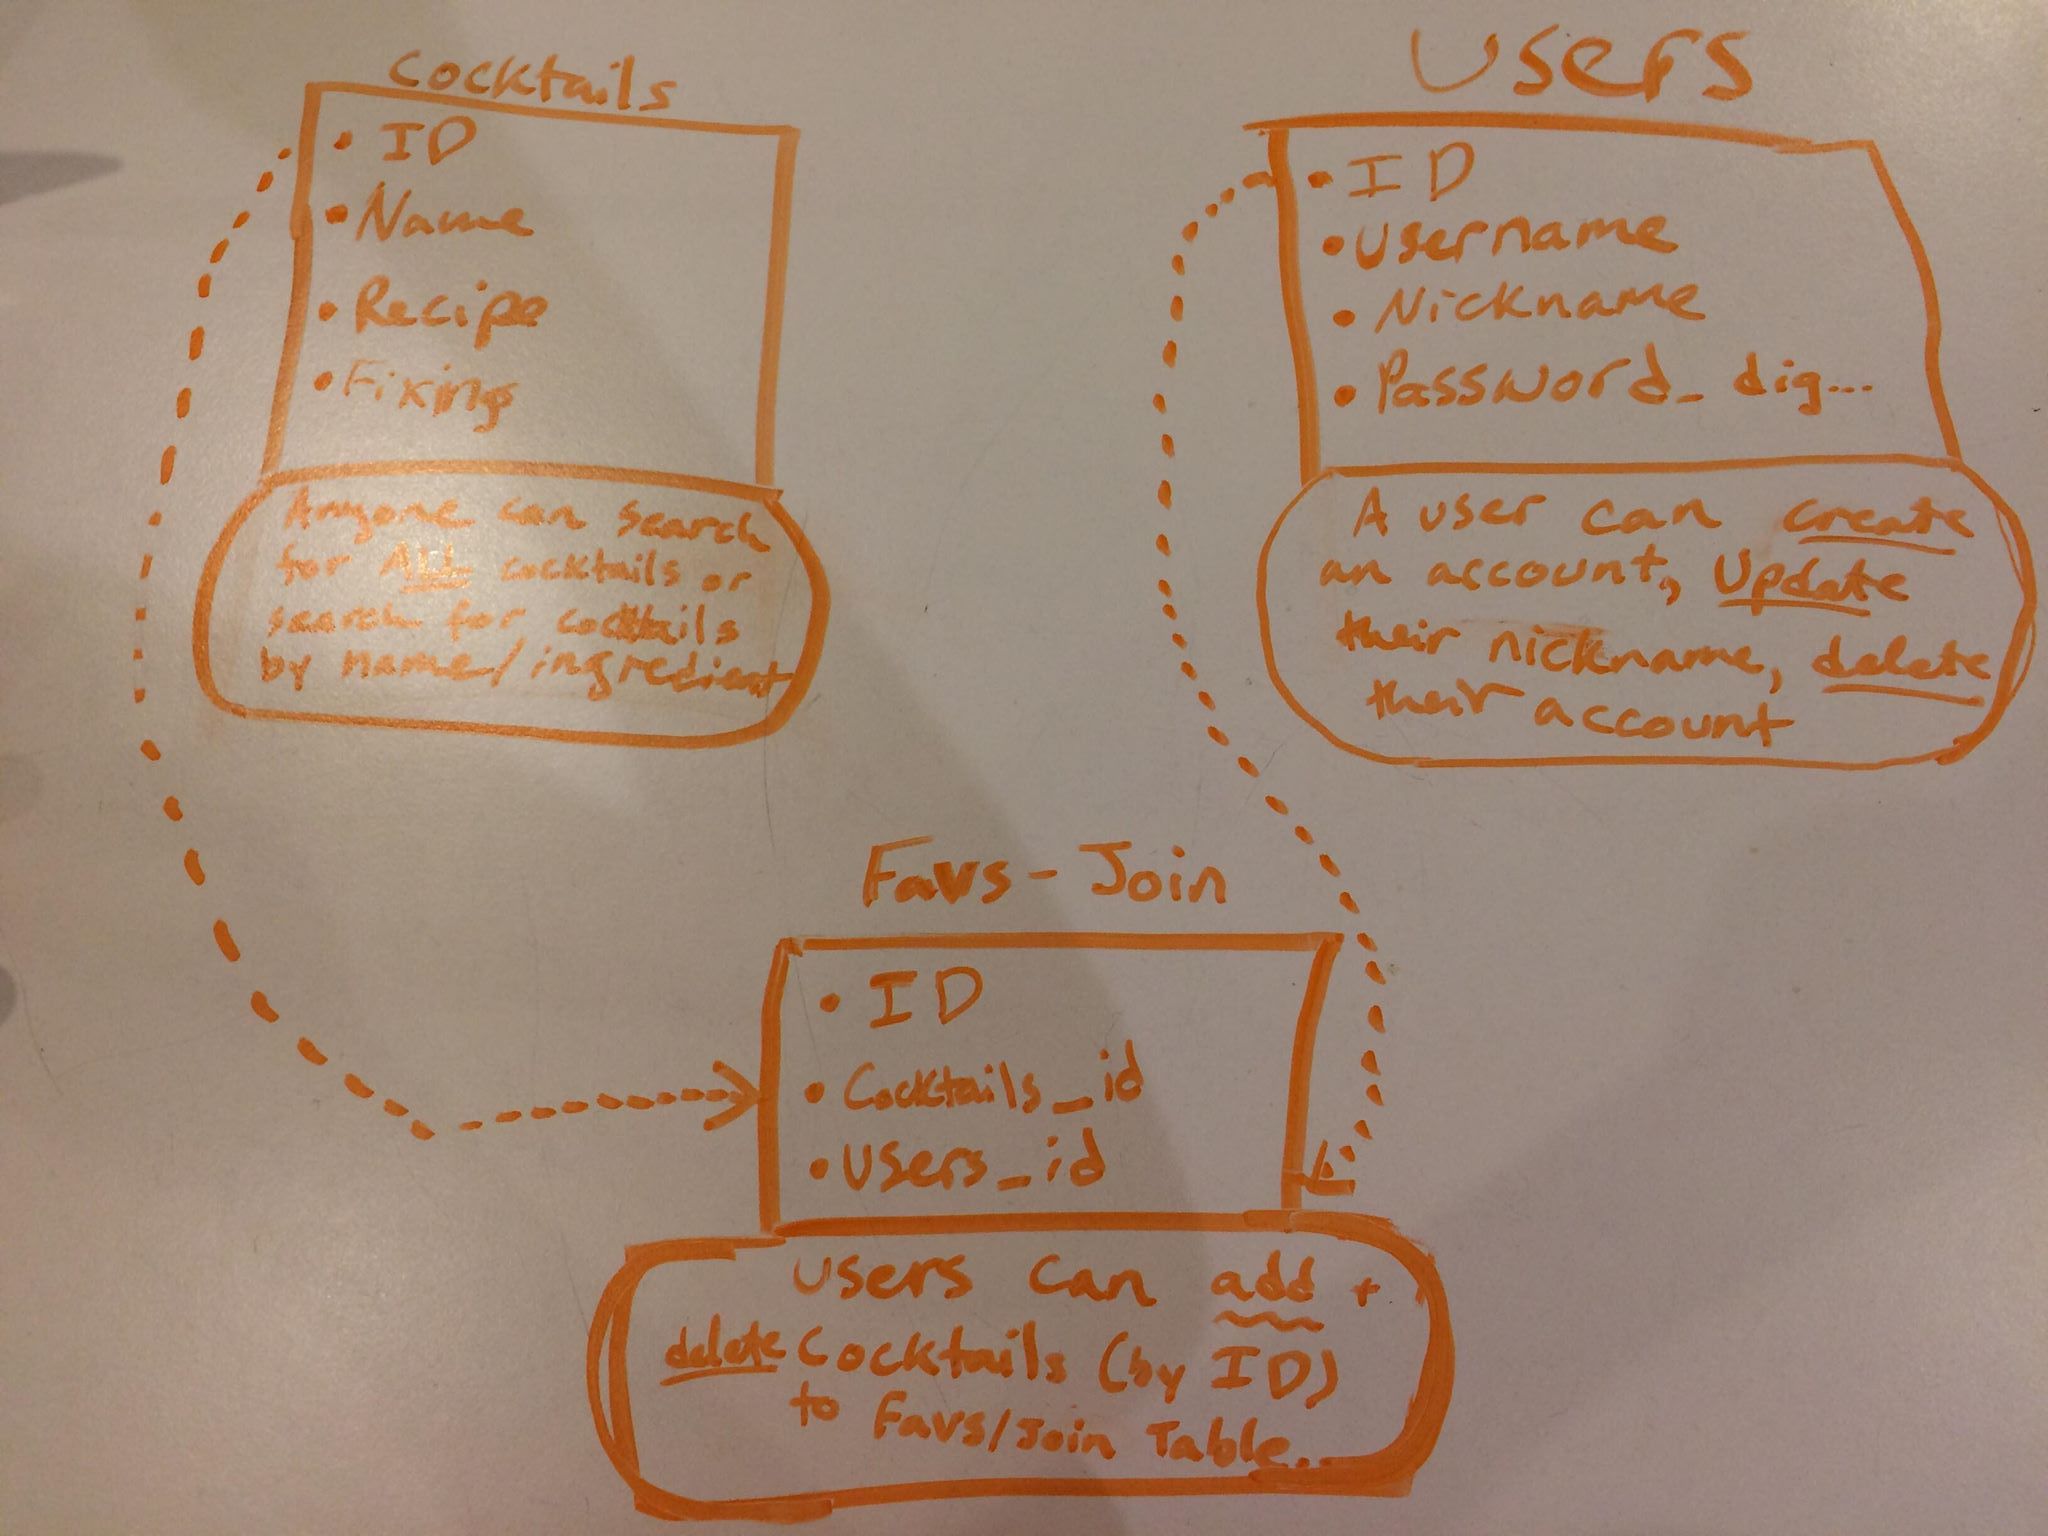 Cocktails
• ID
• Name
• Recipe
• Fixing
Anyone can search
for ALL cocktails or
search for cocktails
by name/ingredient
Users
• ID
• Username
• Nickname
• Password_dig...
A user can create
an account, Update
their nickname, delete
their account
Favs-Join
• ID
• Cocktails_id
• Users_id
Users can add +
delete Cocktails (by ID)
to Favs/Join Table...